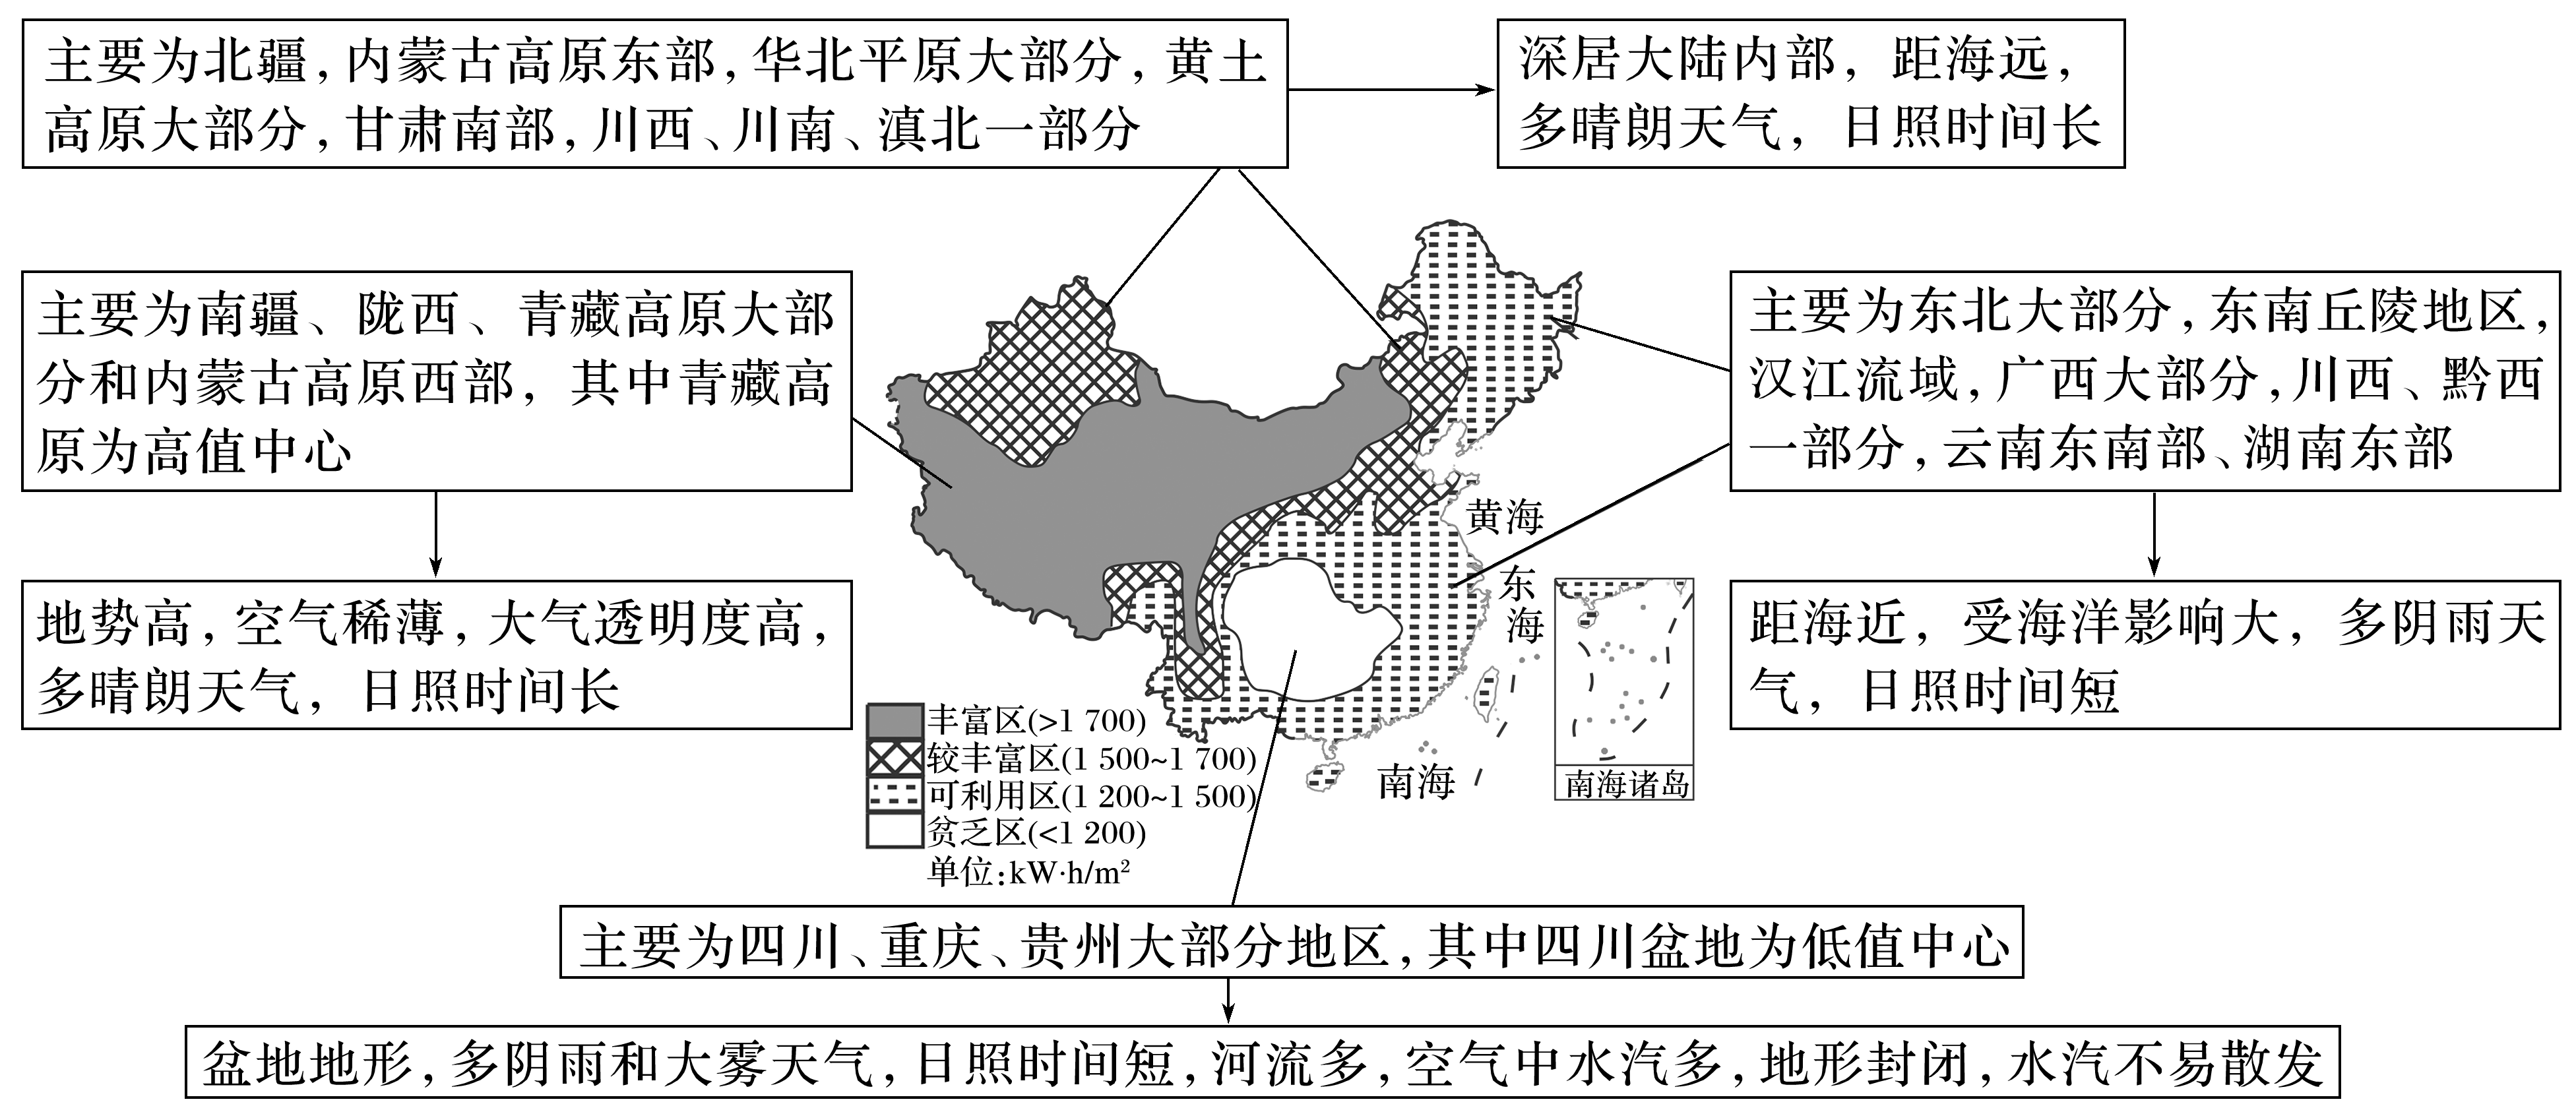 主要为北疆,内蒙古高原东部,华北平原大部分,黄土
高原大部分,甘肃南部,川西、川南、滇北一部分
深居大陆内部,距海远,
多晴朗天气,日照时间长
主要为南疆、陇西、青藏高原大部
分和内蒙古高原西部,其中青藏高
原为高值中心
地势高,空气稀薄,大气透明度高,
多晴朗天气,日照时间长
主要为东北大部分,东南丘陵地区,
汉江流域,广西大部分,川西、黔西
一部分,云南东南部、湖南东部
距海近,受海洋影响大,多阴雨天
气,日照时间短
黄海
东
海
南海
南海诸岛
丰富区(>1 700)
较丰富区(1 500~1 700)
可利用区(1 200~1 500)
贫乏区(<1 200)
单位:kW·h/m²
主要为四川、重庆、贵州大部分地区,其中四川盆地为低值中心
盆地地形,多阴雨和大雾天气,日照时间短,河流多,空气中水汽多,地形封闭,水汽不易散发